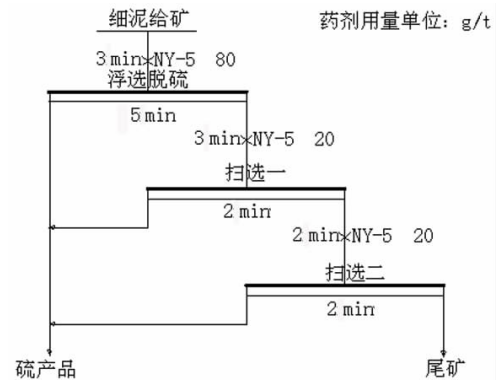 细泥给矿
药剂用量单位：g/t
3 min NY-5 80
浮选脱硫
5 min
3 min NY-5 20
扫选一
2 min
2 min NY-5 20
扫选二
2 min
硫产品
尾矿